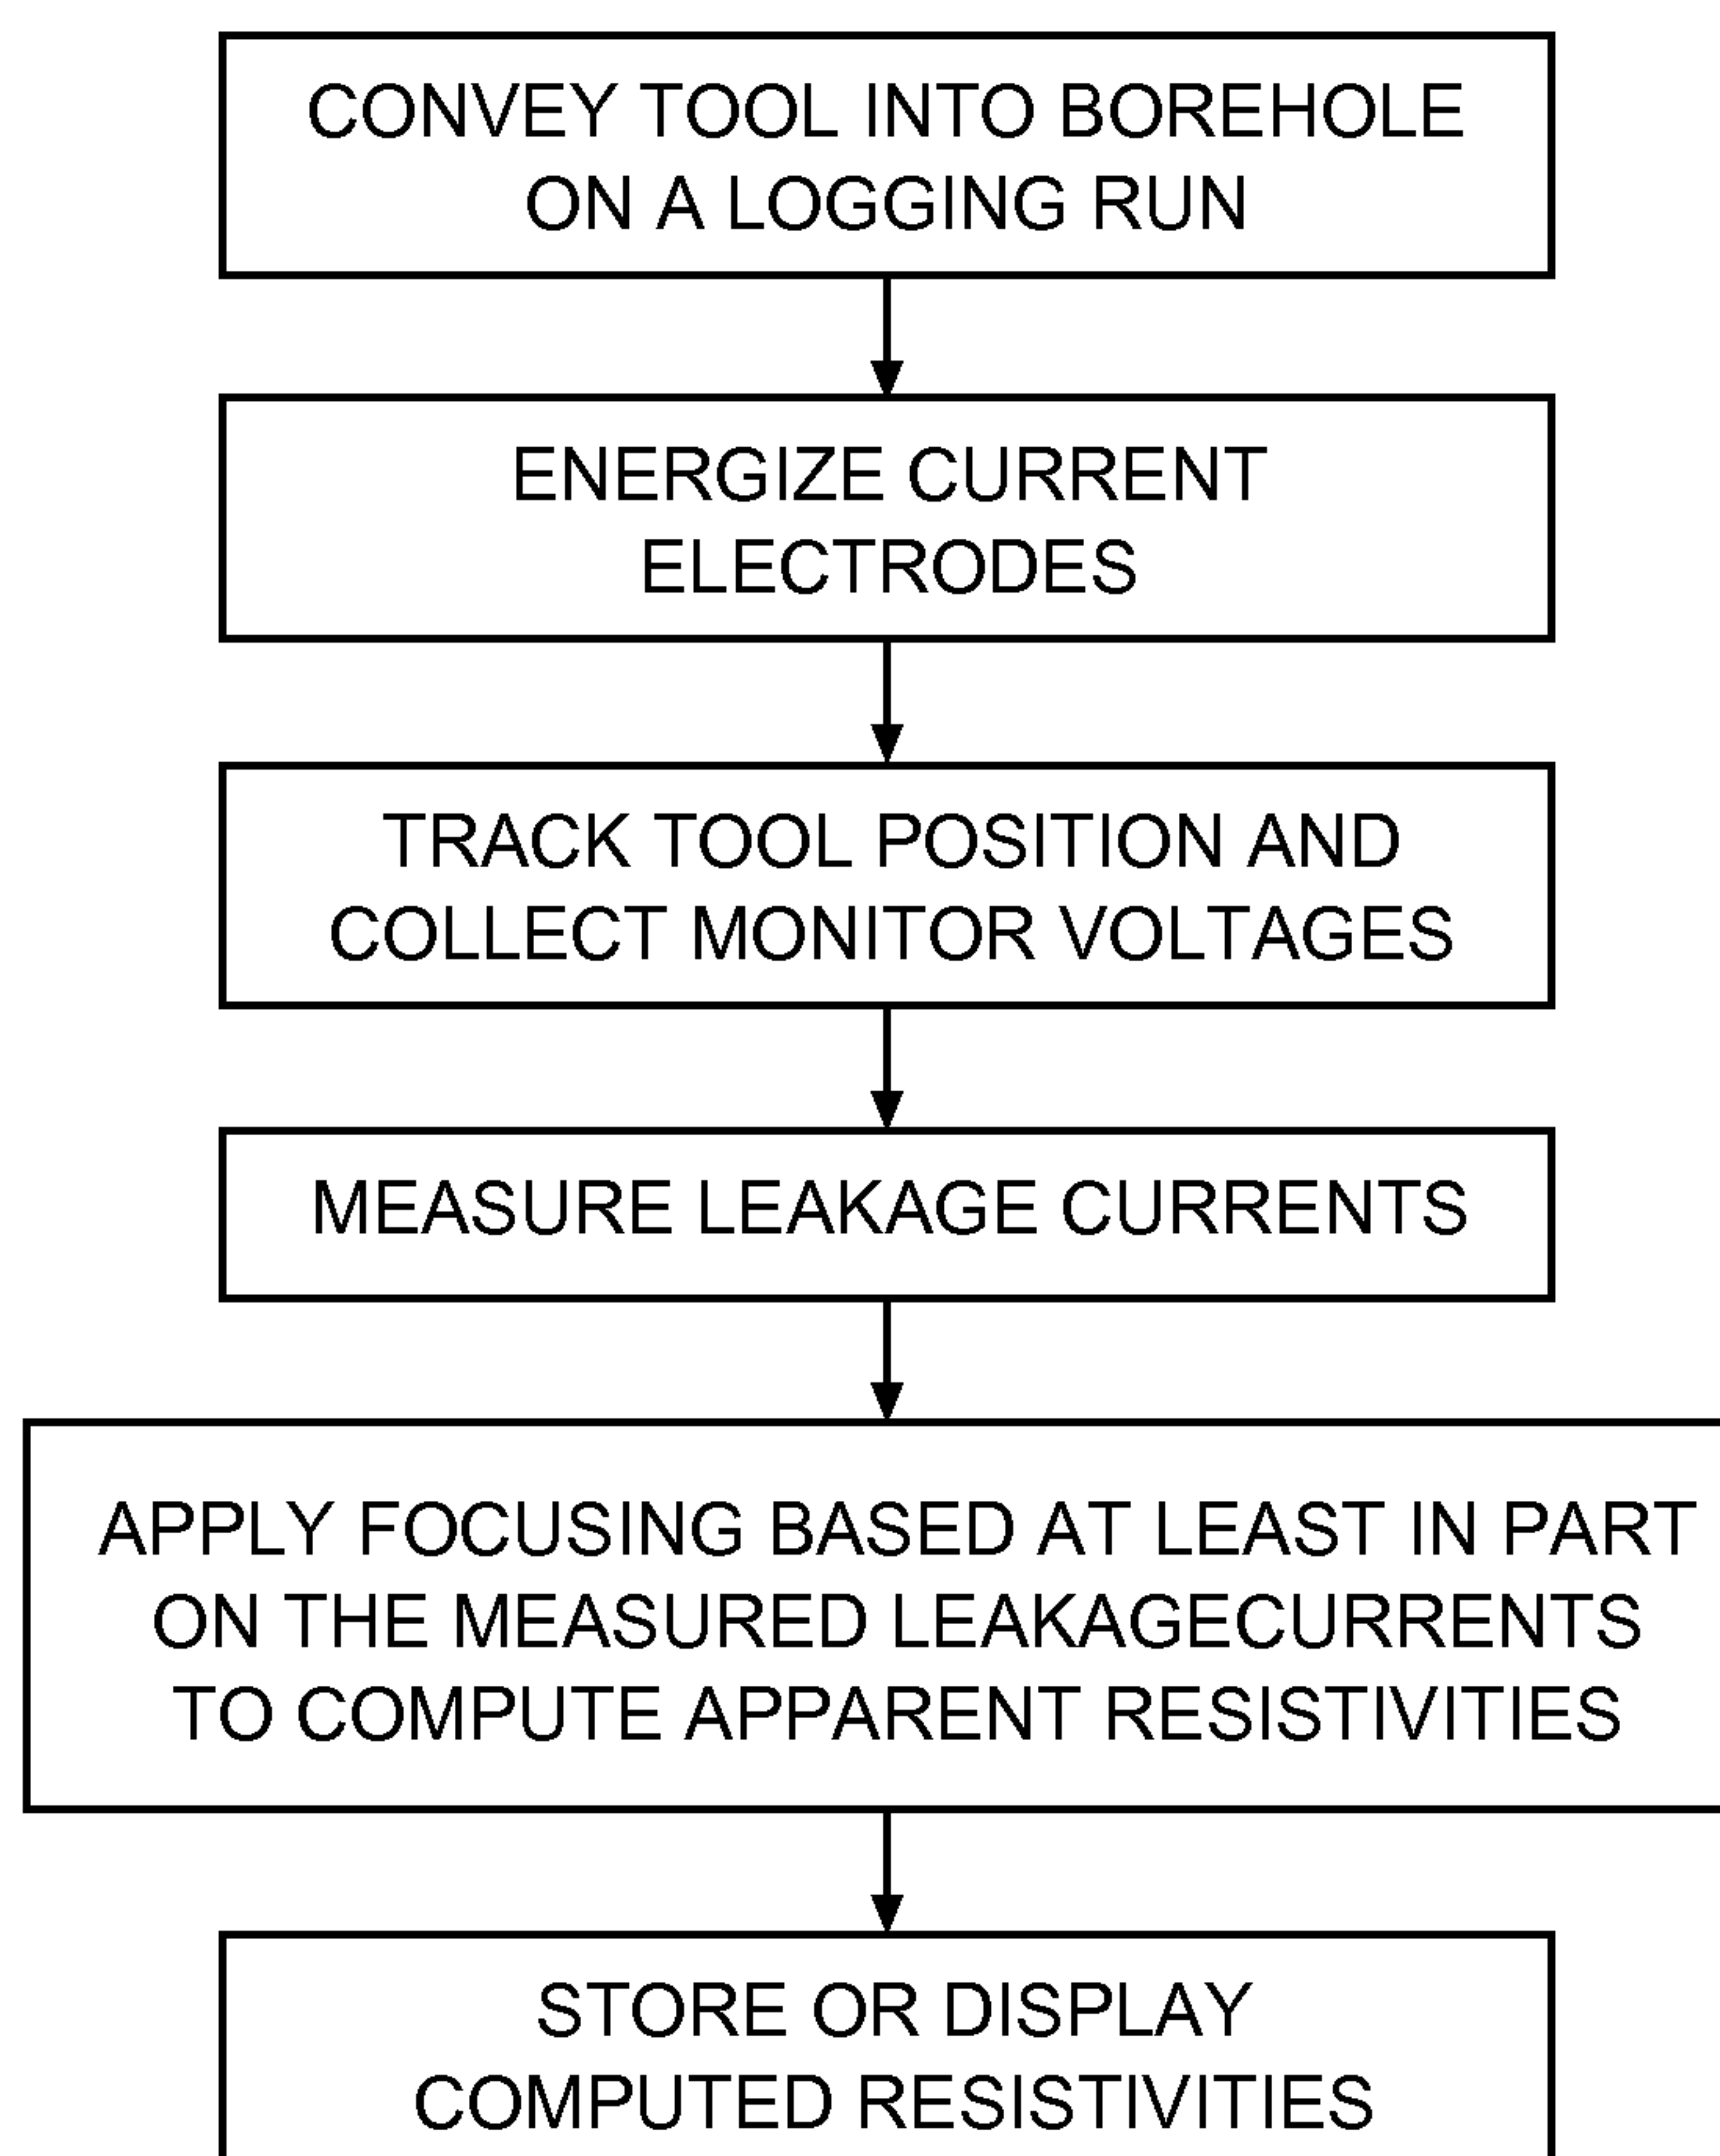 CONVEY TOOL INTO BOREHOLE
ON A LOGGING RUN
ENERGIZE CURRENT
ELECTRODES
TRACK TOOL POSITION AND
COLLECT MONITOR VOLTAGES
MEASURE LEAKAGE CURRENTS
APPLY FOCUSING BASED AT LEAST IN PART
ON THE MEASURED LEAKAGECURRENTS
TO COMPUTE APPARENT RESISTIVITIES
STORE OR DISPLAY
COMPUTED RESISTIVITIES